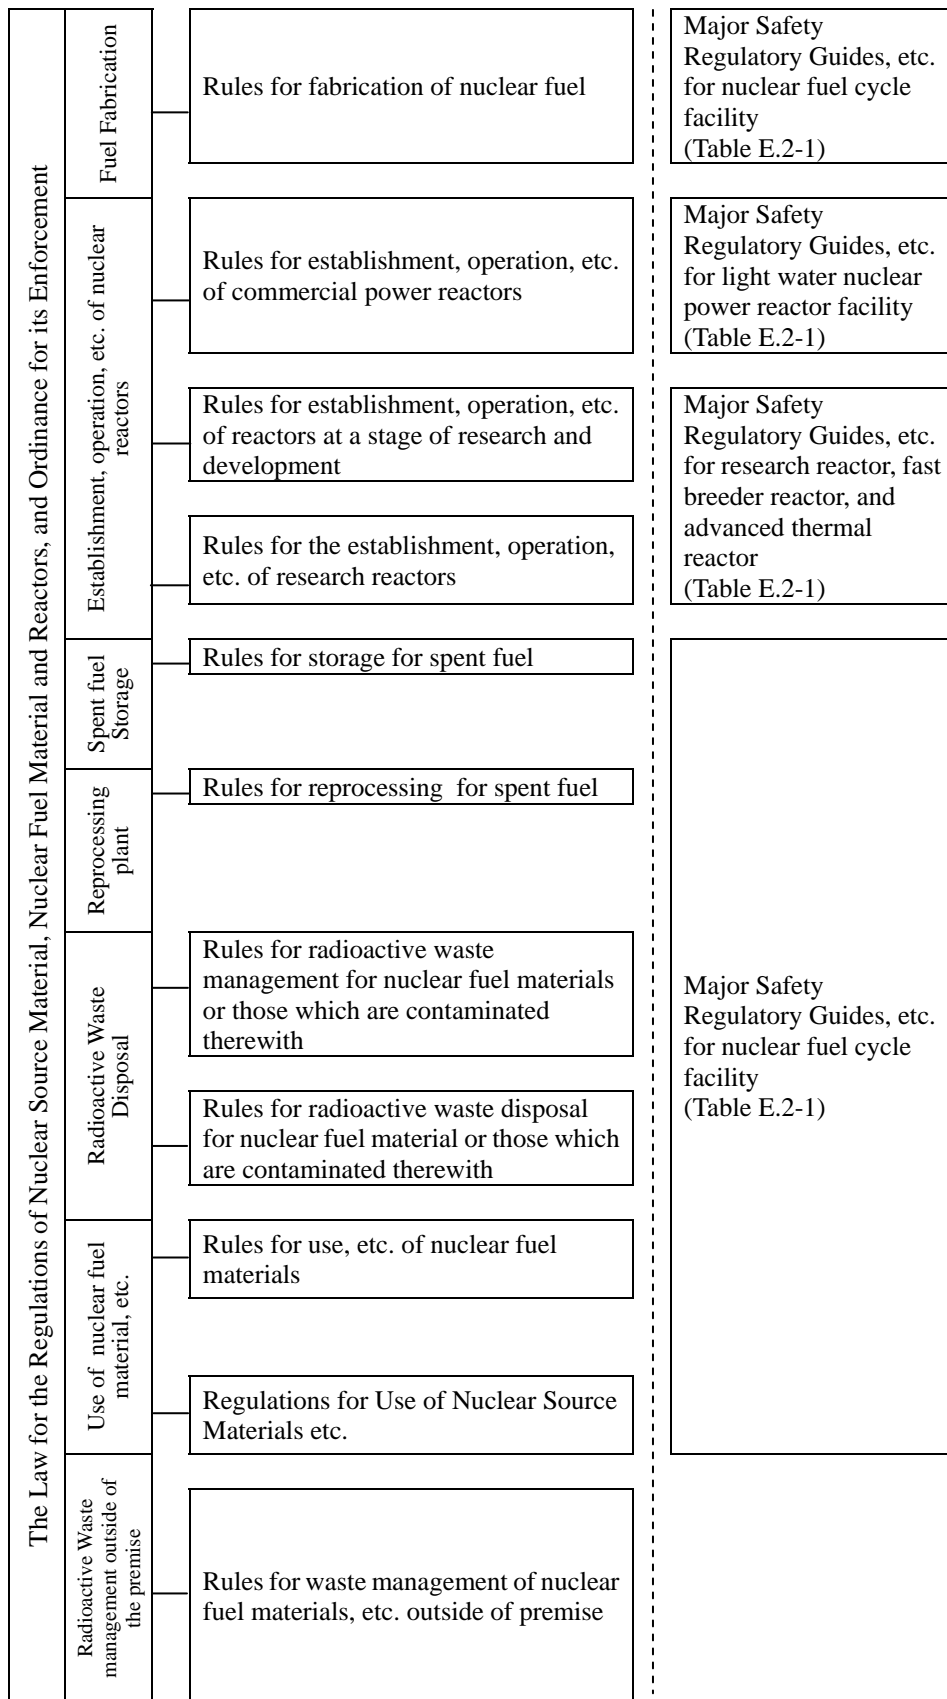 The Law for the Regulations of Nuclear Source Material, Nuclear Fuel Material and Reactors, and Ordinance for its Enforcement
Fuel Fabrication
Rules for fabrication of nuclear fuel
Major Safety
Regulatory Guides, etc.
for nuclear fuel cycle
facility
(Table E.2-1)
Establishment, operation, etc. of nuclear
reactors
Rules for establishment, operation, etc.
of commercial power reactors
Major Safety
Regulatory Guides, etc.
for light water nuclear
power reactor facility
(Table E.2-1)
Rules for establishment, operation, etc.
of reactors at a stage of research and
development
Rules for the establishment, operation,
etc. of research reactors
Major Safety
Regulatory Guides, etc.
for research reactor, fast
breeder reactor, and
advanced thermal
reactor
(Table E.2-1)
Spent fuel
Storage
Rules for storage for spent fuel
Reprocessing
plant
Rules for reprocessing  for spent fuel
Radioactive Waste
Disposal
Rules for radioactive waste
management for nuclear fuel materials
or those which are contaminated
therewith
Rules for radioactive waste disposal
for nuclear fuel material or those which
are contaminated therewith
Major Safety
Regulatory Guides, etc.
for nuclear fuel cycle
facility
(Table E.2-1)
Use of  nuclear fuel
material, etc.
Rules for use, etc. of nuclear fuel
materials
Regulations for Use of Nuclear Source
Materials etc.
Radioactive Waste
management outside of
the premise
Rules for waste management of nuclear
fuel materials, etc. outside of premise